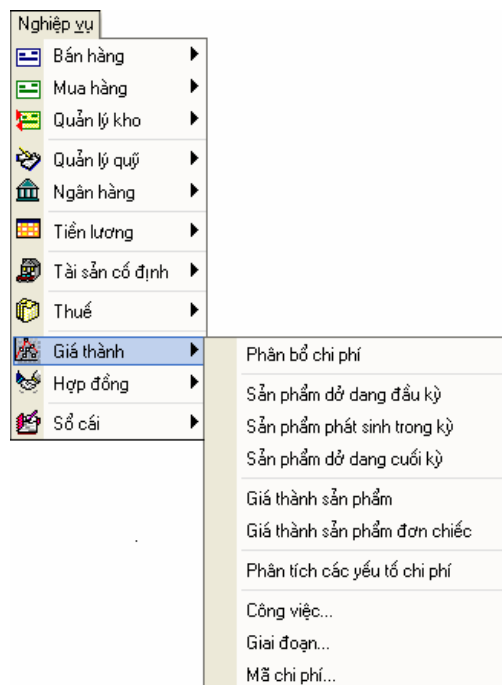 Nghiệp vụ
Bán hàng
Mua hàng
Quản lý kho
Quản lý quỹ
Ngân hàng
Tiền lương
Tài sản cố định
Thuế
Giá thành
Hợp đồng
Sổ cái
Phân bổ chi phí
Sản phẩm dở dang đầu kỳ
Sản phẩm phát sinh trong kỳ
Sản phẩm dở dang cuối kỳ
Giá thành sản phẩm
Giá thành sản phẩm đơn chiếc
Phân tích các yếu tố chi phí
Công việc...
Giai đoạn...
Mã chi phí...